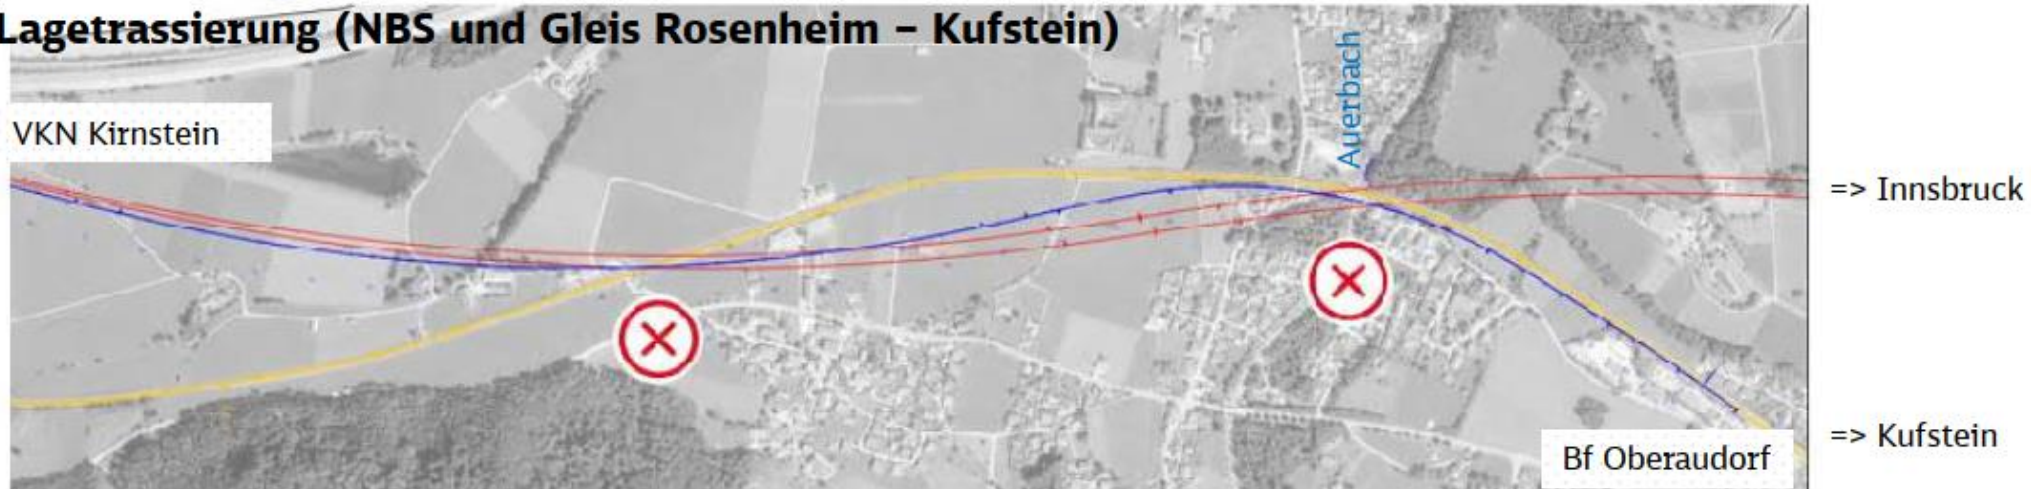 Lagetrassierung (NBS und Gleis Rosenheim – Kufstein)
VKN Kirnstein
Auerbach
=> Innsbruck
=> Kufstein
Bf Oberaudorf